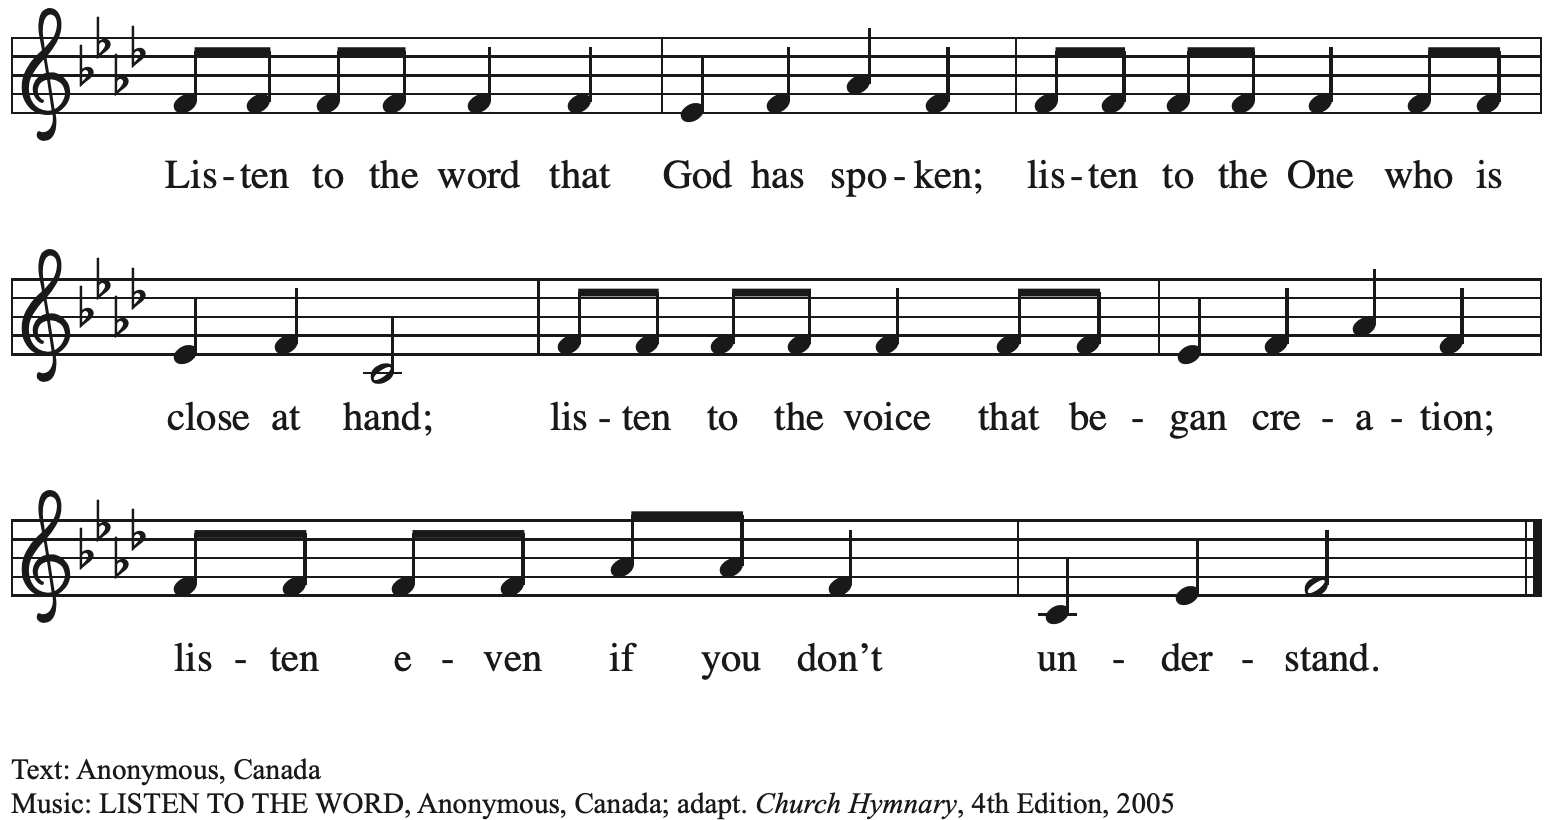 Lis - ten to the word that God has spo - ken; lis - ten to the One who is
close at hand; lis - ten to the voice that be - gan cre - a - tion;
lis - ten e - ven if you don’t un - der - stand.
Text: Anonymous, Canada
Music: LISTEN TO THE WORD, Anonymous, Canada; adapt. Church Hymnary, 4th Edition, 2005